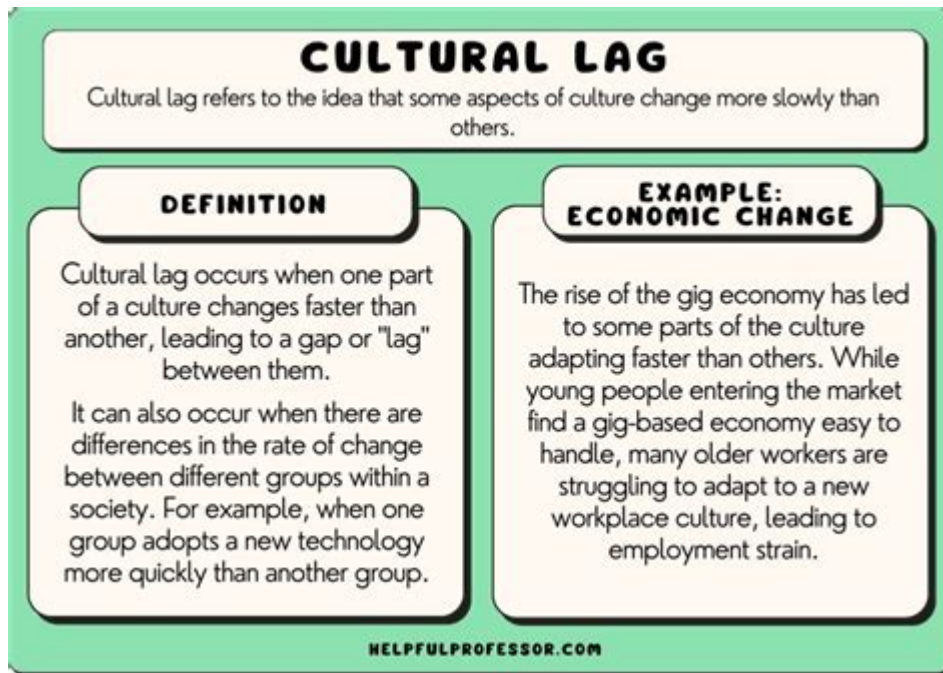 CULTURAL LAG
Cultural lag refers to the idea that some aspects of culture change more slowly than
others.
DEFINITION
Cultural lag occurs when one part
of a culture changes faster than
another, leading to a gap or "lag"
between them.
It can also occur when there are
differences in the rate of change
between different groups within a
society. For example, when one
group adopts a new technology
more quickly than another group.
EXAMPLE:
ECONOMIC CHANGE
The rise of the gig economy has led
to some parts of the culture
adapting faster than others. While
young people entering the market
find a gig-based economy easy to
handle, many older workers are
struggling to adapt to a new
workplace culture, leading to
employment strain.
HELPFULPROFESSOR.COM